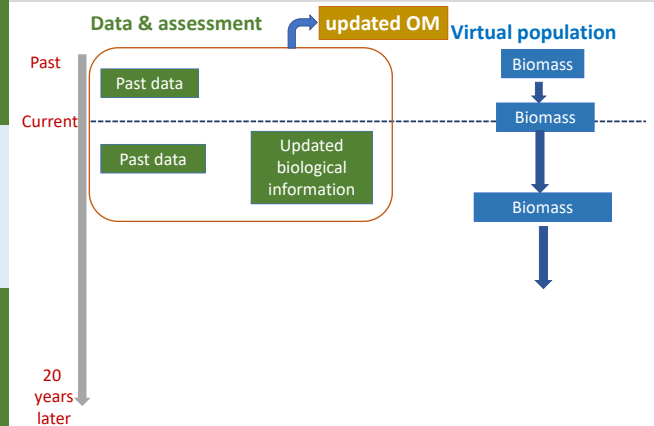 Data & assessment
updated OM
Virtual population
Past
Biomass
Past data
Current
Biomass
Past data
Updated
biological
information
Biomass
20
years
later